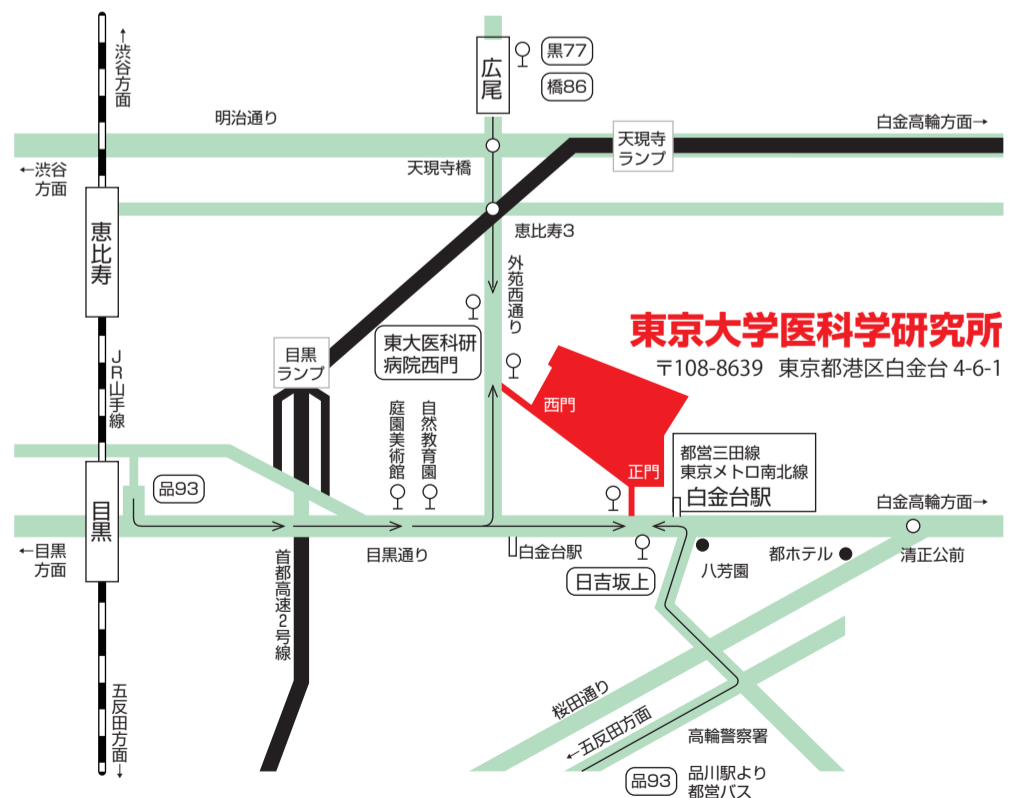 ↑渋谷方面
広尾
黒77
橋86
明治通り
白金高輪方面→
天現寺
ランプ
←渋谷
方面
天現寺橋
恵比寿
恵比寿3
外苑西通り
東京大学医科学研究所
〒108-8639 東京都港区白金台 4-6-1
目黒
ランプ
東大医科研
病院西門
JR山手線
西門
庭園美術館
自然教育園
正門
都営三田線
東京メトロ南北線
白金台駅
品93
目黒
白金高輪方面→
←目黒
方面
目黒通り
白金台駅
八芳園
都ホテル
清正公前
日吉坂上
首都高速2号線
桜田通り
五反田方面→
←五反田方面
高輪警察署
品93
品川駅より
都営バス